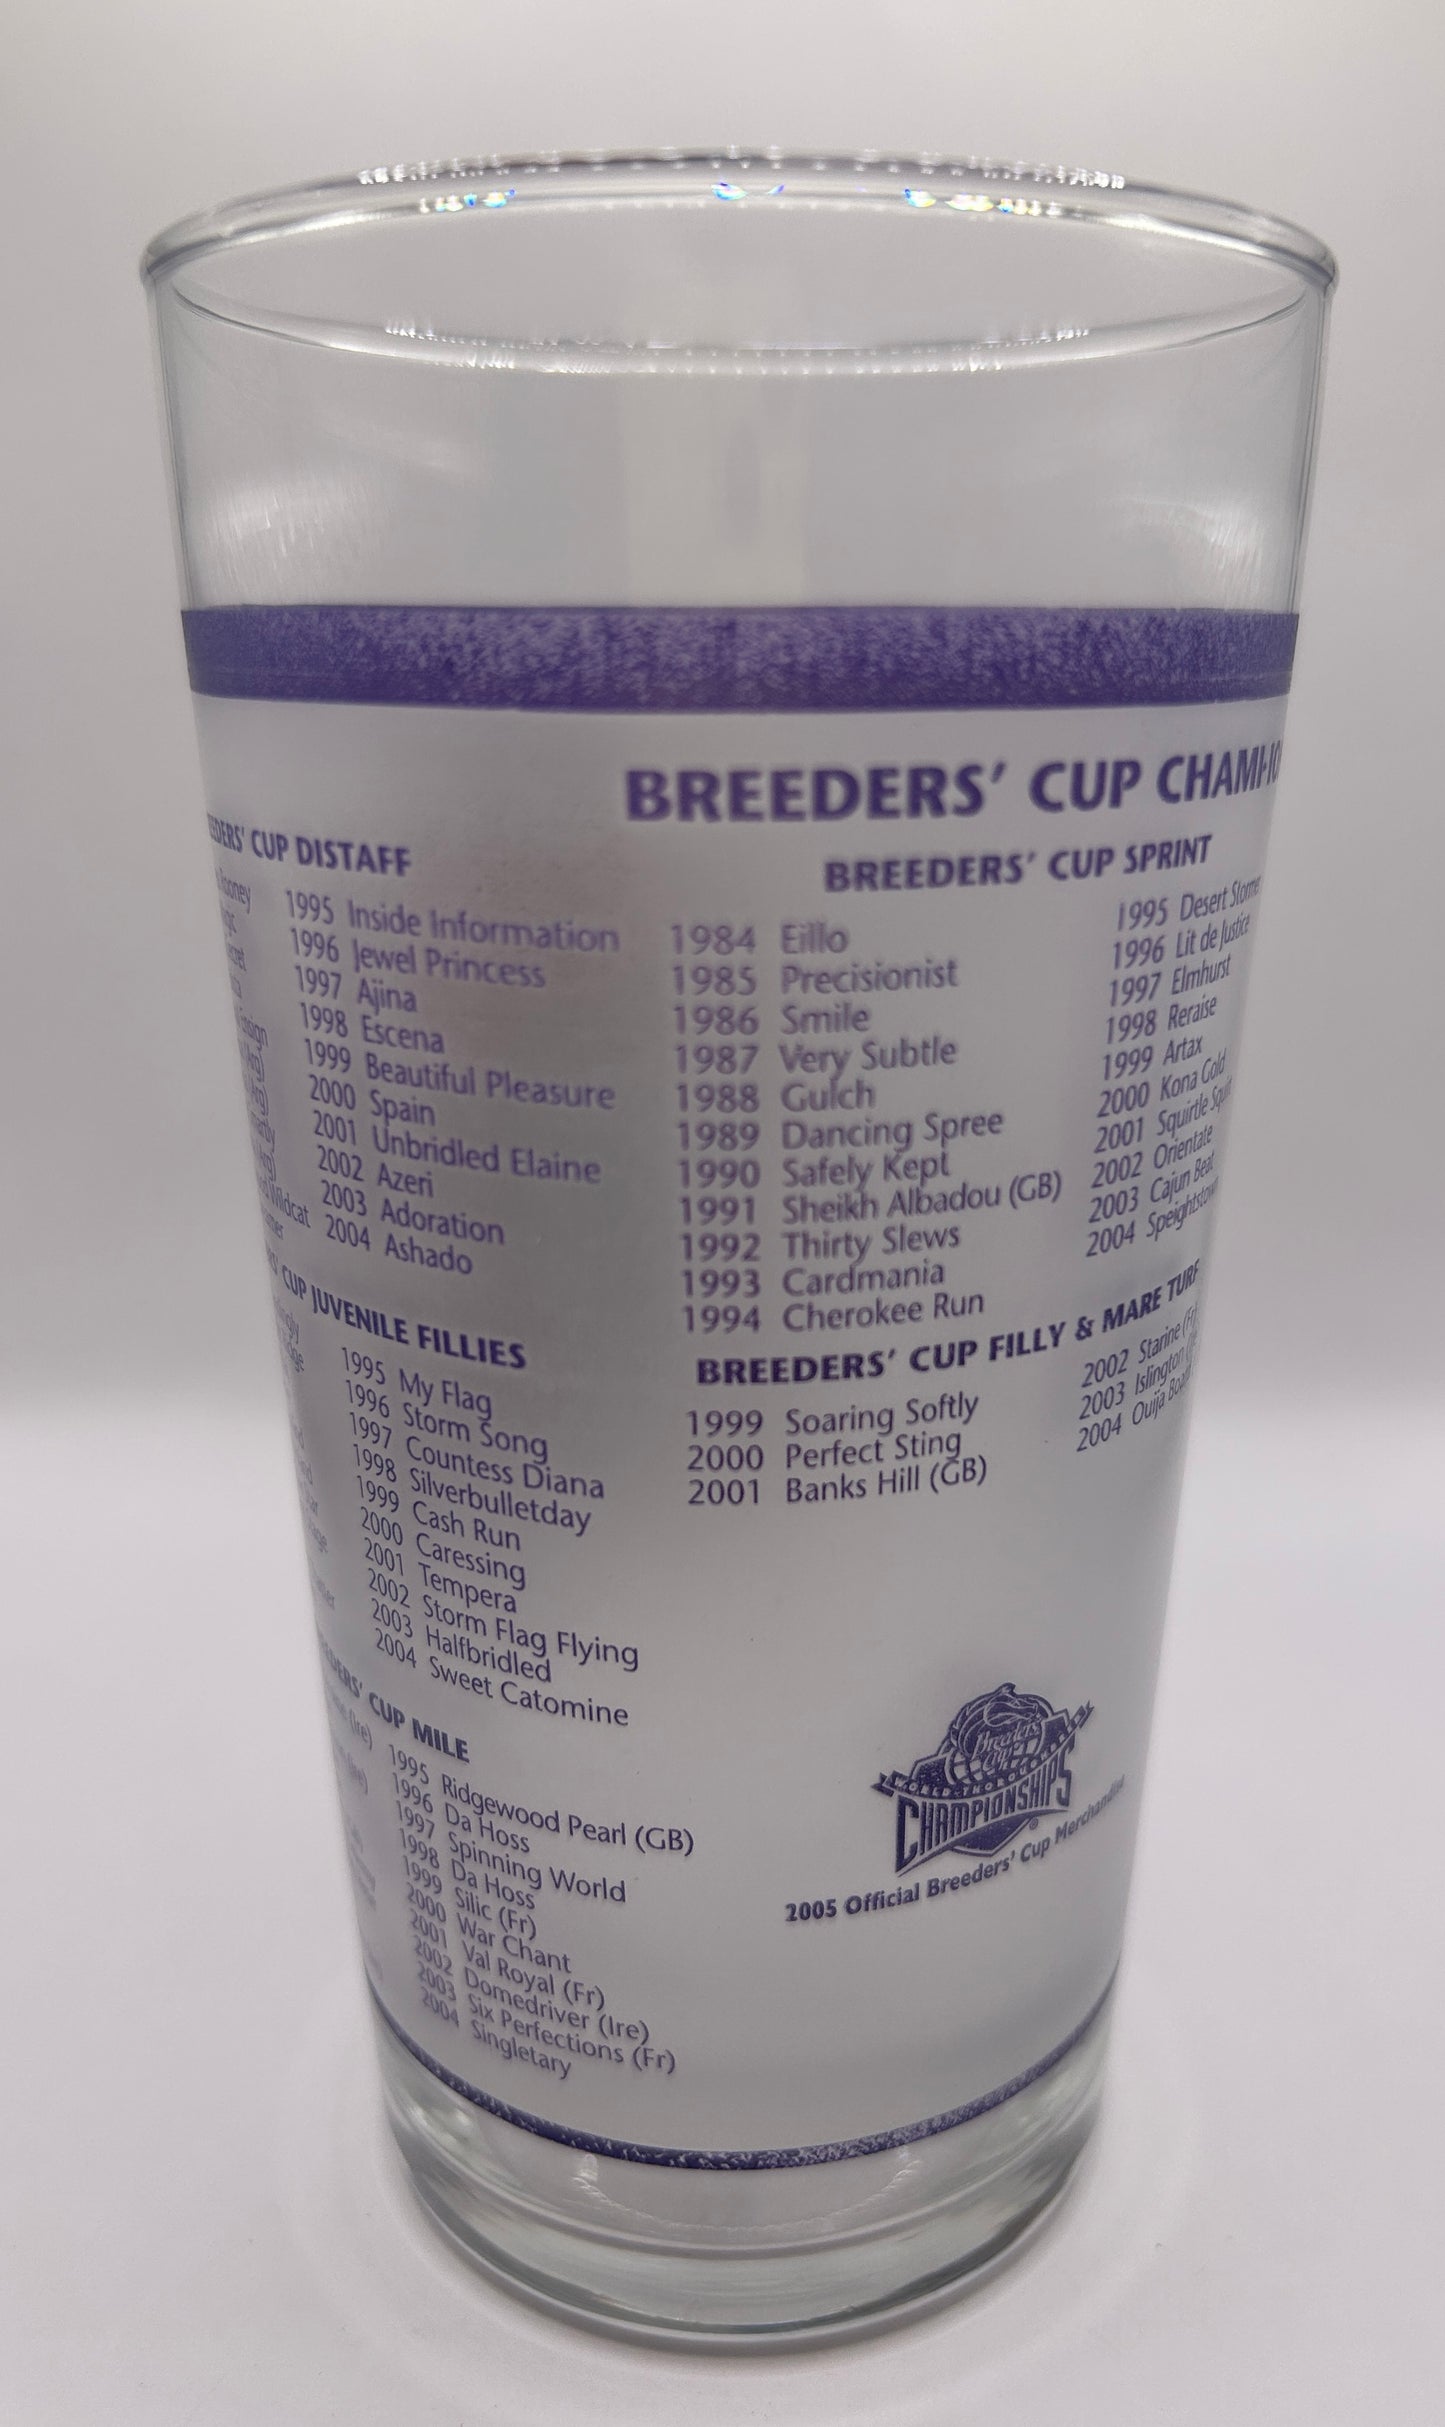 BREEDERS' CUP CHAMPIO
CUP DISTAFF
1995 Inside Information
1996 Jewel Princess
1997 Ajina
1998 Escena
1999 Beautiful Pleasure
2000 Spain
2001 Unbridled Elaine
2002 Azeri
2003 Adoration
2004 Ashado
CUP JUVENILE FILLIES
1995 My Flag
1996 Storm Song
1997 Countess Diana
1998 Silverbulletday
1999 Cash Run
2000 Caressing
2001 Tempera
2002 Storm Flag Flying
2003 Halfbridled
2004 Sweet Catomine
CUP MILE
1995 Ridgewood Pearl (GB)
1996 Da Hoss
1997 Spinning World
1998 Da Hoss
1999 Silic (Fr)
2000 War Chant
2001 Val Royal (Fr)
2002 Domedriver (Ire)
2003 Six Perfections (Fr)
2004 Singletary
BREEDERS' CUP SPRINT
1984 Eillo
1985 Precisionist
1986 Smile
1987 Very Subtle
1988 Gulch
1989 Dancing Spree
1990 Safely Kept
1991 Sheikh Albadou (GB)
1992 Thirty Slews
1993 Cardmania
1994 Cherokee Run
1995 Desert Stormer
1996 Lit de Justice
1997 Elmhurst
1998 Reraise
1999 Artax
2000 Kona Gold
2001 Squirtle Squirt
2002 Orientate
2003 Cajun Beat
2004 Speightstown
BREEDERS' CUP FILLY & MARE TURF
1999 Soaring Softly
2000 Perfect Sting
2001 Banks Hill (GB)
2002 Starine (Fr)
2003 Islington
2004 Ouija Board
Breeders'
Cup
WORLD THOROUGHBRED
CHAMPIONSHIPS
2005 Official Breeders' Cup Merchandise